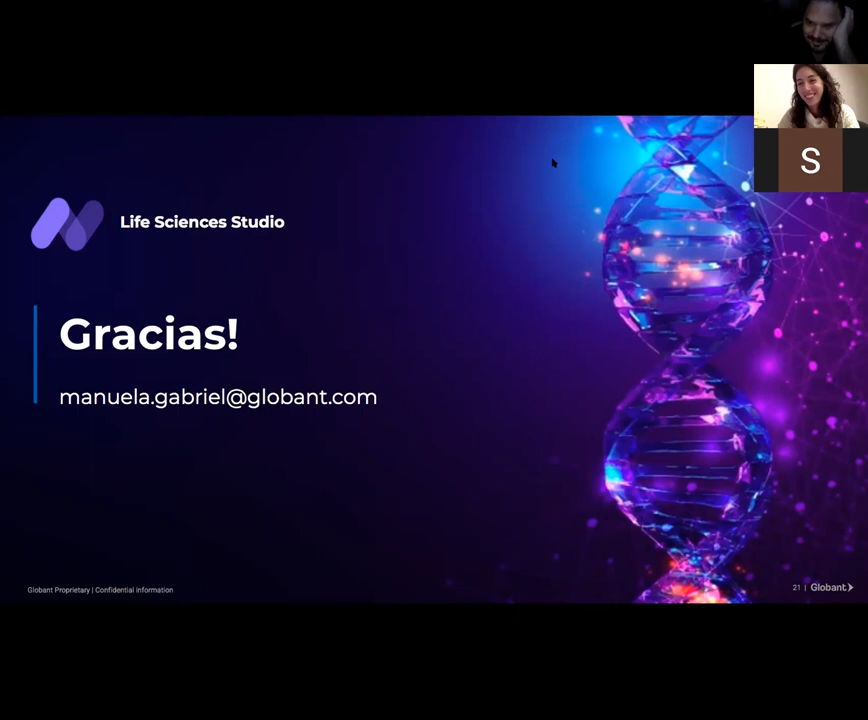 S
Life Sciences Studio
Gracias!
manuela.gabriel@globant.com
Globant Proprietary | Confidential information
21 | Globant